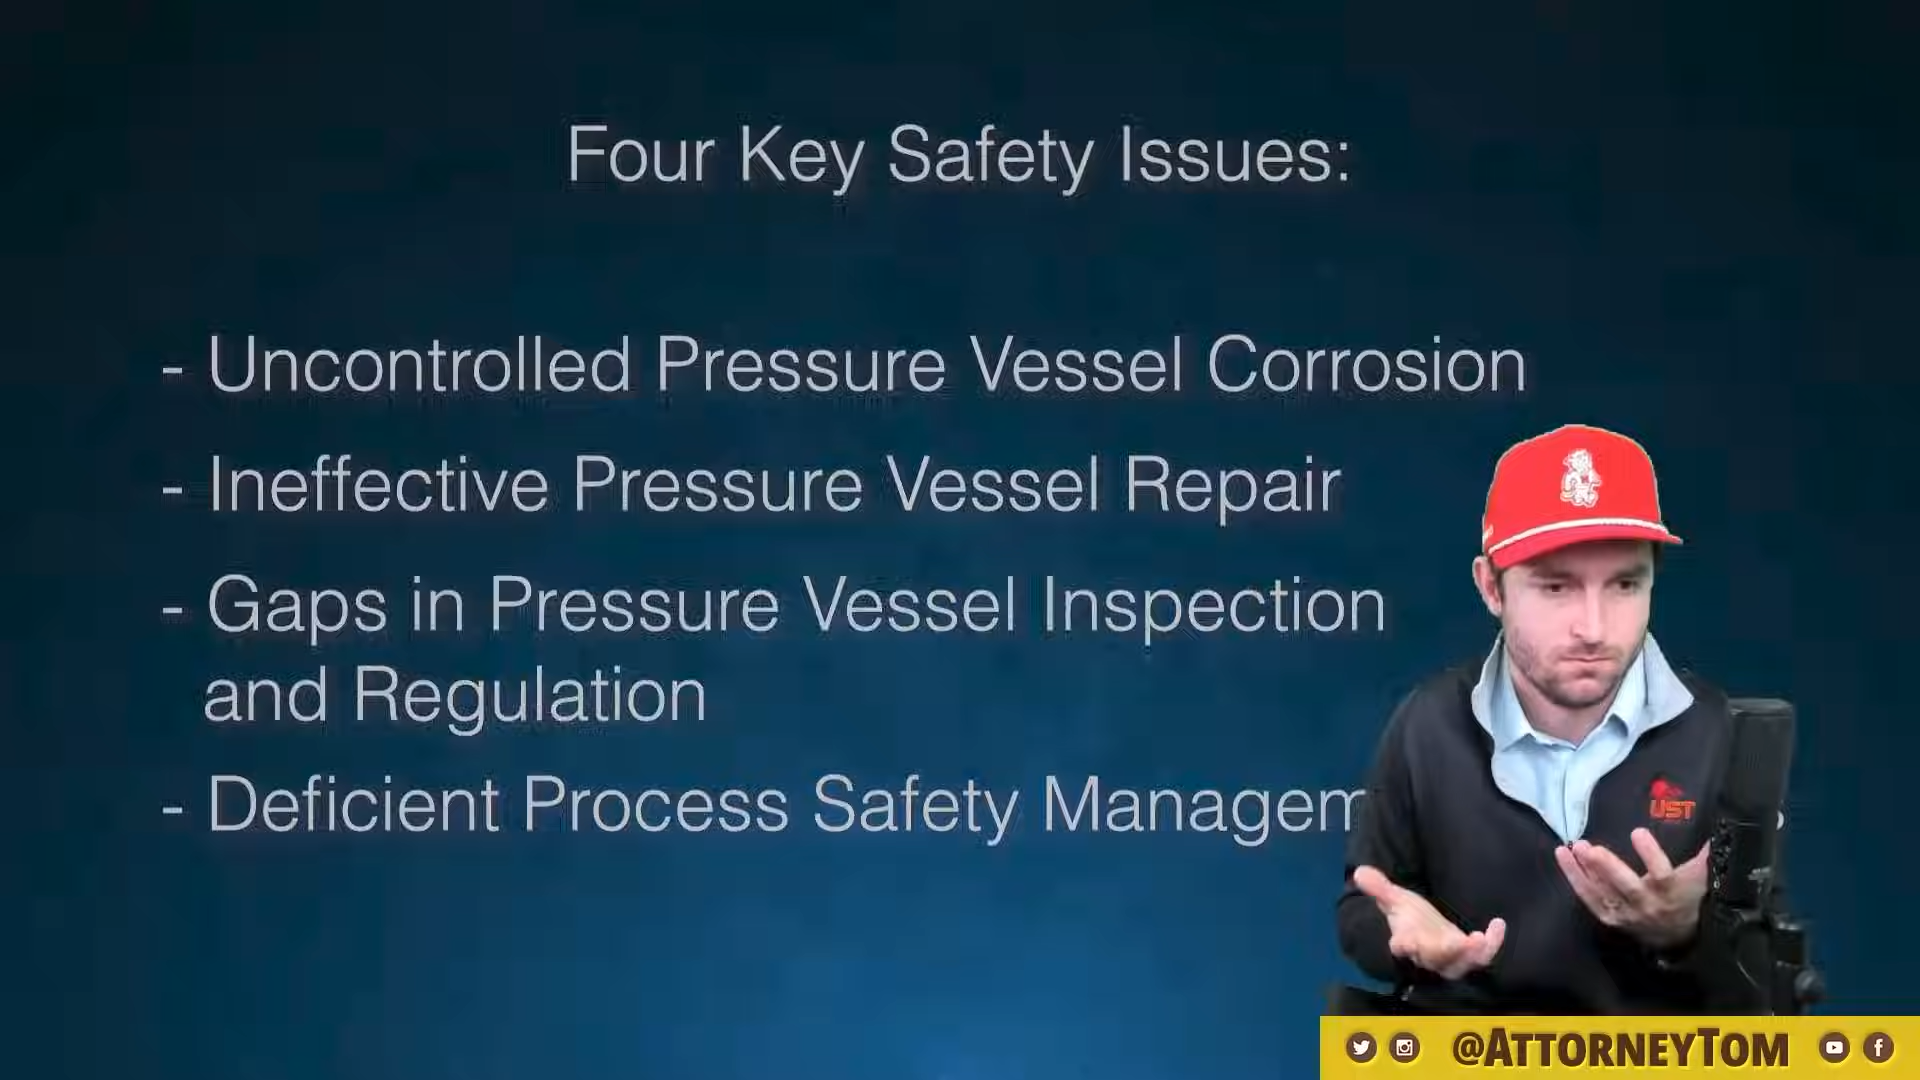 Four Key Safety Issues:
- Uncontrolled Pressure Vessel Corrosion
- Ineffective Pressure Vessel Repair
- Gaps in Pressure Vessel Inspection
and Regulation
- Deficient Process Safety
UST
@ATTORNEYTOM